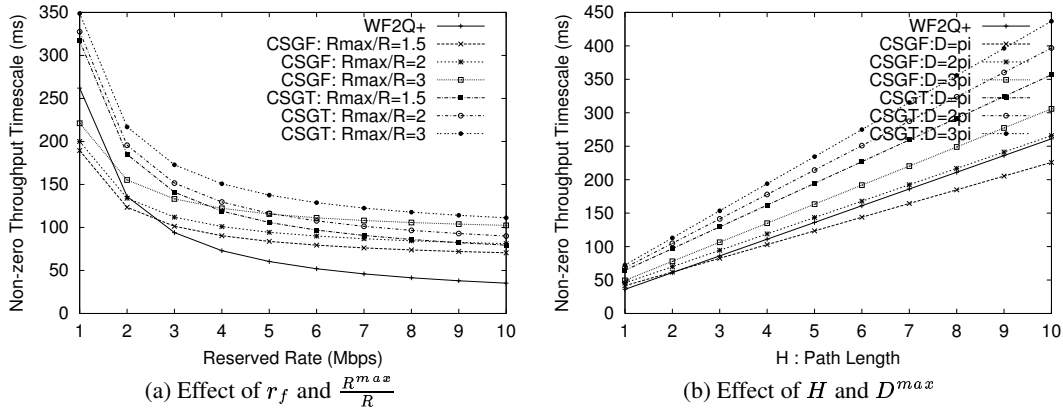 Non-zero Throughput Timescale (ms)
350
300
250
200
150
100
50
0
WF2Q+
CSGF: Rmax/R=1.5
CSGF: Rmax/R=2
CSGF: Rmax/R=3
CSGT: Rmax/R=1.5
CSGT: Rmax/R=2
CSGT: Rmax/R=3
1 2 3 4 5 6 7 8 9 10
Reserved Rate (Mbps)
(a) Effect of r_f and R^{max}/R
Non-zero Throughput Timescale (ms)
450
400
350
300
250
200
150
100
50
0
WF2Q+
CSGF:D=pi
CSGF:D=2pi
CSGF:D=3pi
CSGT:D=pi
CSGT:D=2pi
CSGT:D=3pi
1 2 3 4 5 6 7 8 9 10
H : Path Length
(b) Effect of H and D^{max}